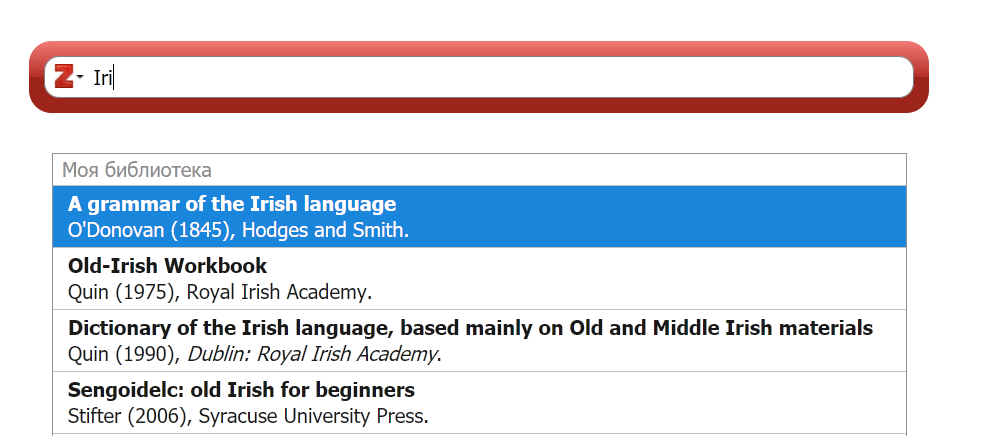 Z Iri
Моя библиотека
A grammar of the Irish language
O'Donovan (1845), Hodges and Smith.
Old-Irish Workbook
Quin (1975), Royal Irish Academy.
Dictionary of the Irish language, based mainly on Old and Middle Irish materials
Quin (1990), Dublin: Royal Irish Academy.
Sengoidelc: old Irish for beginners
Stifter (2006), Syracuse University Press.